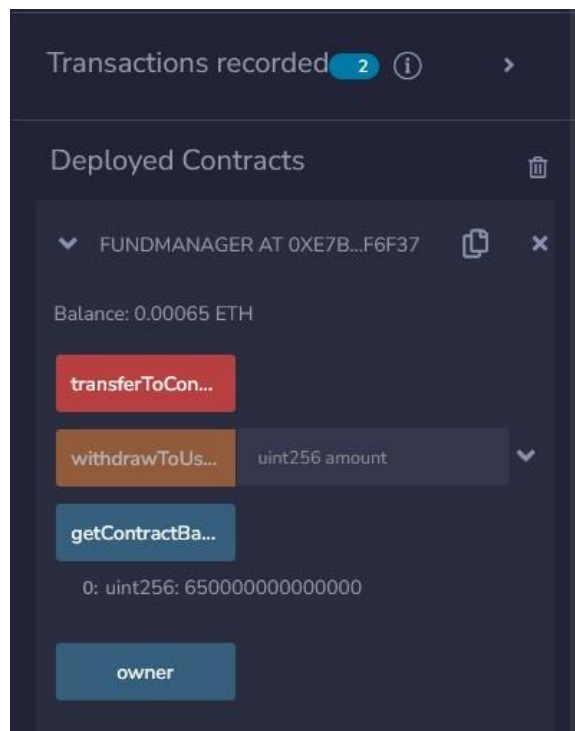 Transactions recorded 2 i
Deployed Contracts
FUNDMANAGER AT 0XE7B...F6F37
Balance: 0.00065 ETH
transferToCon...
withdrawToUs... uint256 amount
getContractBa...
0: uint256: 650000000000000
owner